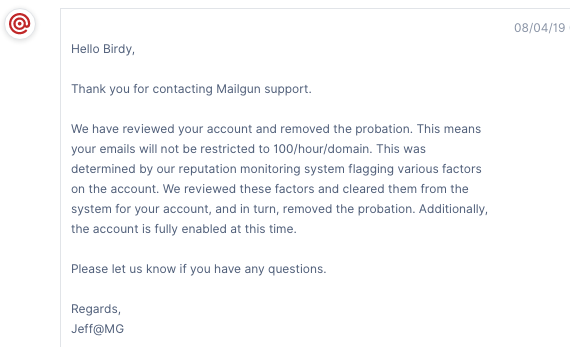 08/04/19
Hello Birdy,
Thank you for contacting Mailgun support.
We have reviewed your account and removed the probation. This means
your emails will not be restricted to 100/hour/domain. This was
determined by our reputation monitoring system flagging various factors
on the account. We reviewed these factors and cleared them from the
system for your account, and in turn, removed the probation. Additionally,
the account is fully enabled at this time.
Please let us know if you have any questions.
Regards,
Jeff@MG